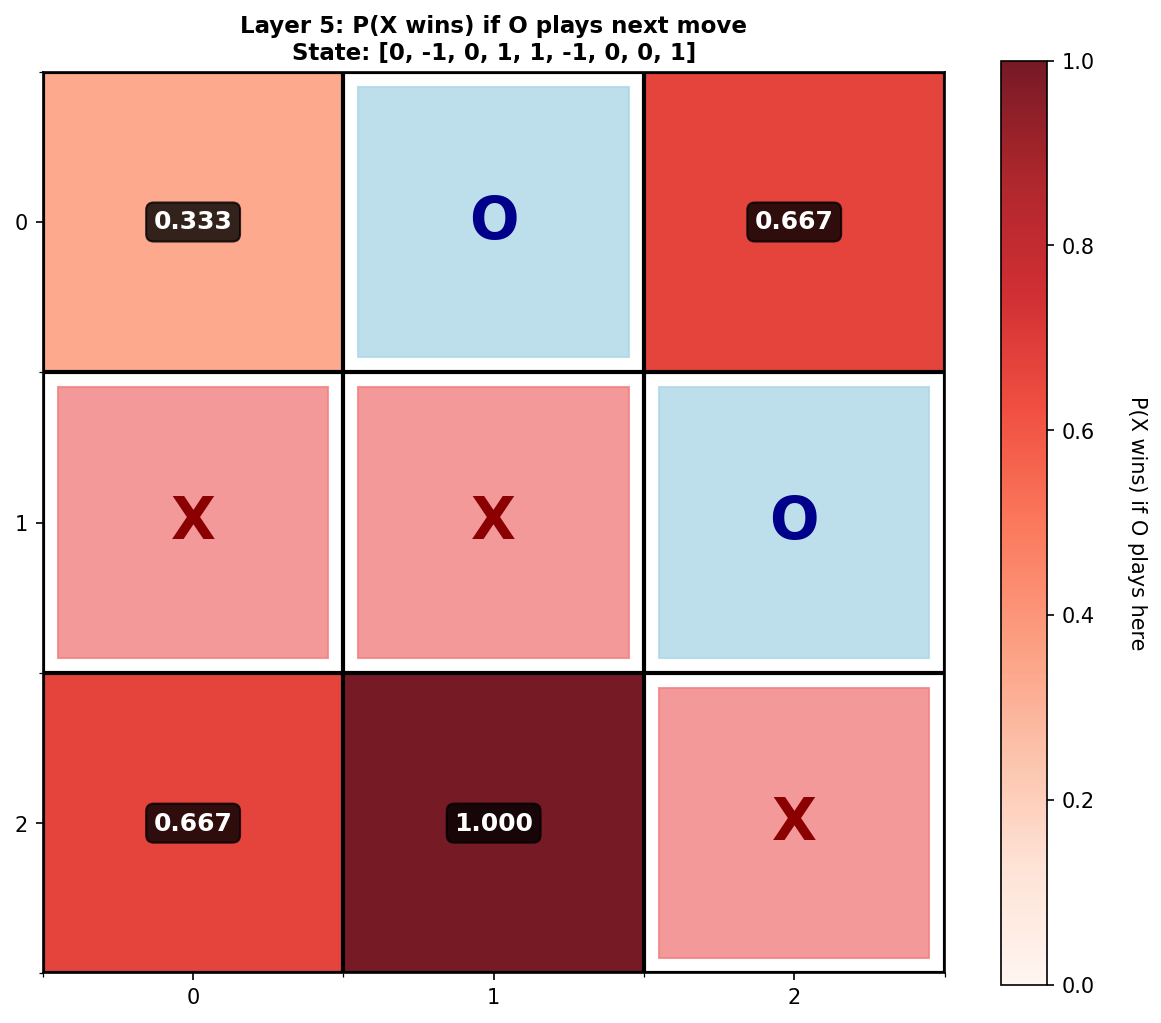 Layer 5: P(X wins) if O plays next move
State: [0, -1, 0, 1, 1, -1, 0, 0, 1]
0
0.333
O
0.667
1
X
X
O
2
0.667
1.000
X
0
1
2
1.0
0.8
0.6
0.4
0.2
0.0
P(X wins) if O plays here